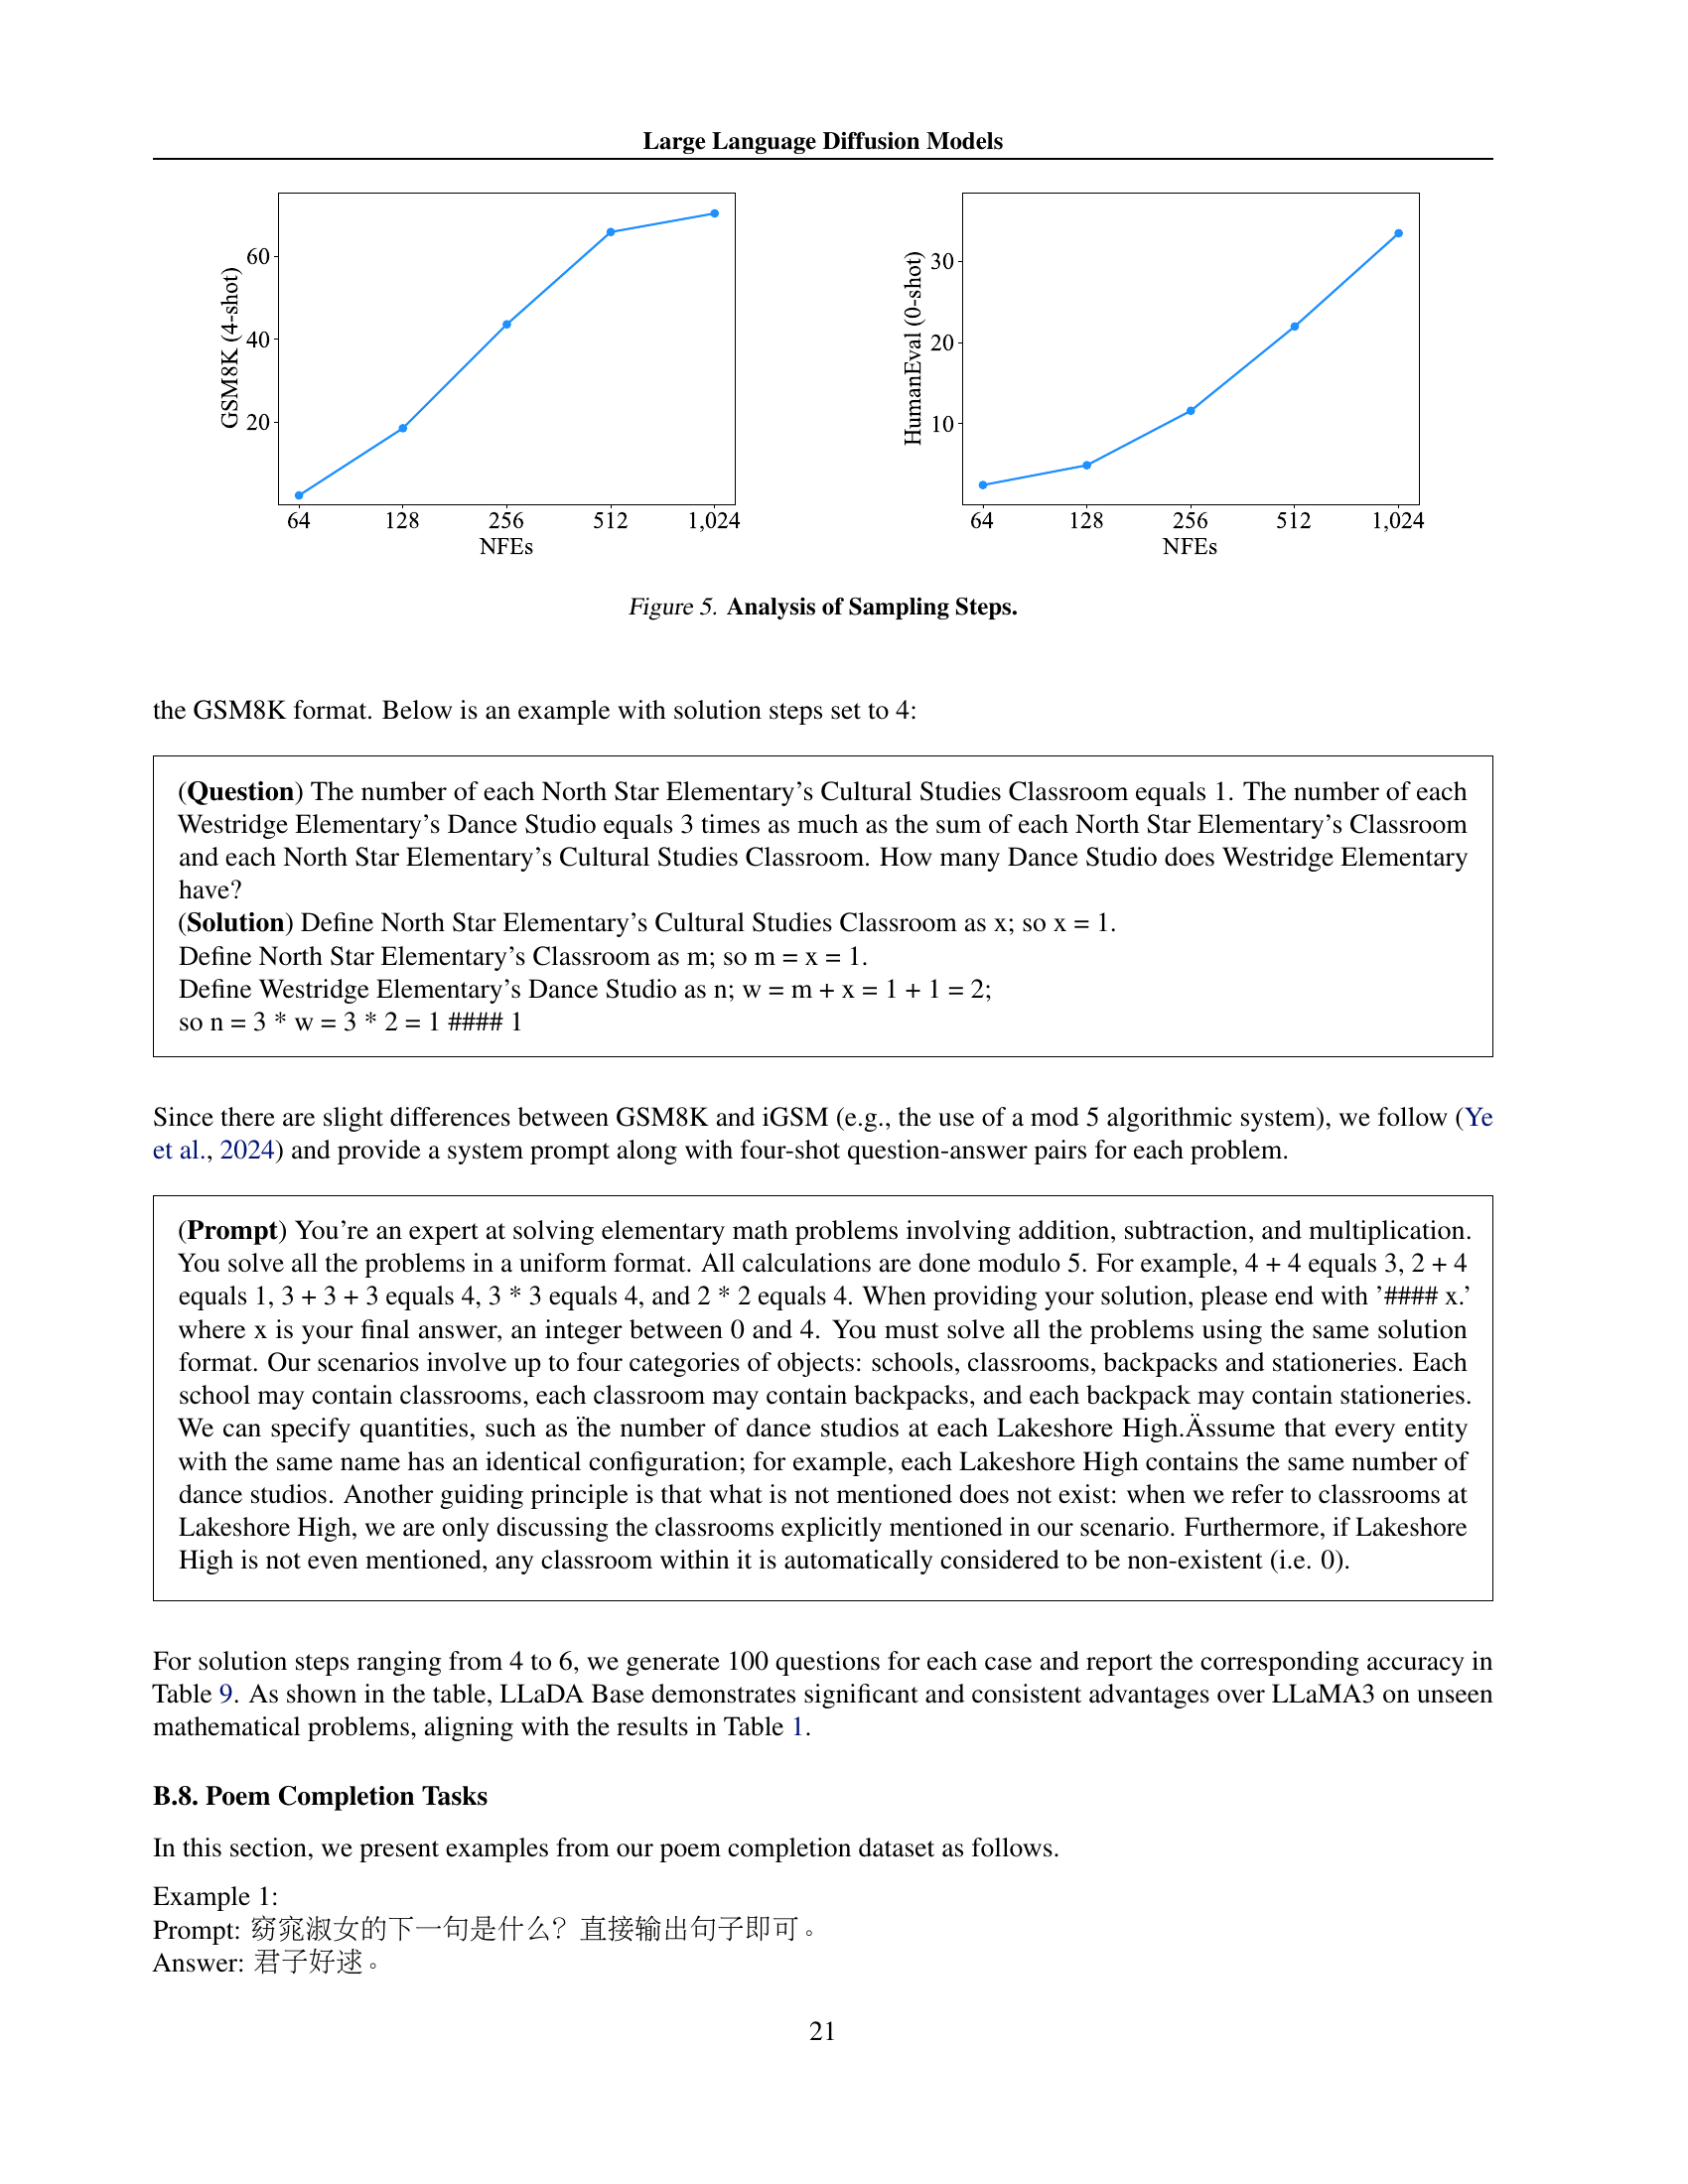 Large Language Diffusion Models
60
40
20
GSM8K (4-shot)
64 128 256 512 1,024
NFEs
30
20
10
HumanEval (0-shot)
64 128 256 512 1,024
NFEs
Figure 5. Analysis of Sampling Steps.
the GSM8K format. Below is an example with solution steps set to 4:
(Question) The number of each North Star Elementary’s Cultural Studies Classroom equals 1. The number of each
Westridge Elementary’s Dance Studio equals 3 times as much as the sum of each North Star Elementary’s Classroom
and each North Star Elementary’s Cultural Studies Classroom. How many Dance Studio does Westridge Elementary
have?
(Solution) Define North Star Elementary’s Cultural Studies Classroom as x; so x = 1.
Define North Star Elementary’s Classroom as m; so m = x = 1.
Define Westridge Elementary’s Dance Studio as n; w = m + x = 1 + 1 = 2;
so n = 3 * w = 3 * 2 = 1 #### 1
Since there are slight differences between GSM8K and iGSM (e.g., the use of a mod 5 algorithmic system), we follow (Ye
et al., 2024) and provide a system prompt along with four-shot question-answer pairs for each problem.
(Prompt) You’re an expert at solving elementary math problems involving addition, subtraction, and multiplication.
You solve all the problems in a uniform format. All calculations are done modulo 5. For example, 4 + 4 equals 3, 2 + 4
equals 1, 3 + 3 + 3 equals 4, 3 * 3 equals 4, and 2 * 2 equals 4. When providing your solution, please end with ’#### x.’
where x is your final answer, an integer between 0 and 4. You must solve all the problems using the same solution
format. Our scenarios involve up to four categories of objects: schools, classrooms, backpacks and stationeries. Each
school may contain classrooms, each classroom may contain backpacks, and each backpack may contain stationeries.
We can specify quantities, such as ẗhe number of dance studios at each Lakeshore High.Ässume that every entity
with the same name has an identical configuration; for example, each Lakeshore High contains the same number of
dance studios. Another guiding principle is that what is not mentioned does not exist: when we refer to classrooms at
Lakeshore High, we are only discussing the classrooms explicitly mentioned in our scenario. Furthermore, if Lakeshore
High is not even mentioned, any classroom within it is automatically considered to be non-existent (i.e. 0).
For solution steps ranging from 4 to 6, we generate 100 questions for each case and report the corresponding accuracy in
Table 9. As shown in the table, LLaDA Base demonstrates significant and consistent advantages over LLaMA3 on unseen
mathematical problems, aligning with the results in Table 1.
B.8. Poem Completion Tasks
In this section, we present examples from our poem completion dataset as follows.
Example 1:
Prompt: 窈窕淑女的下一句是什么？直接输出句子即可。
Answer: 君子好逑。
21